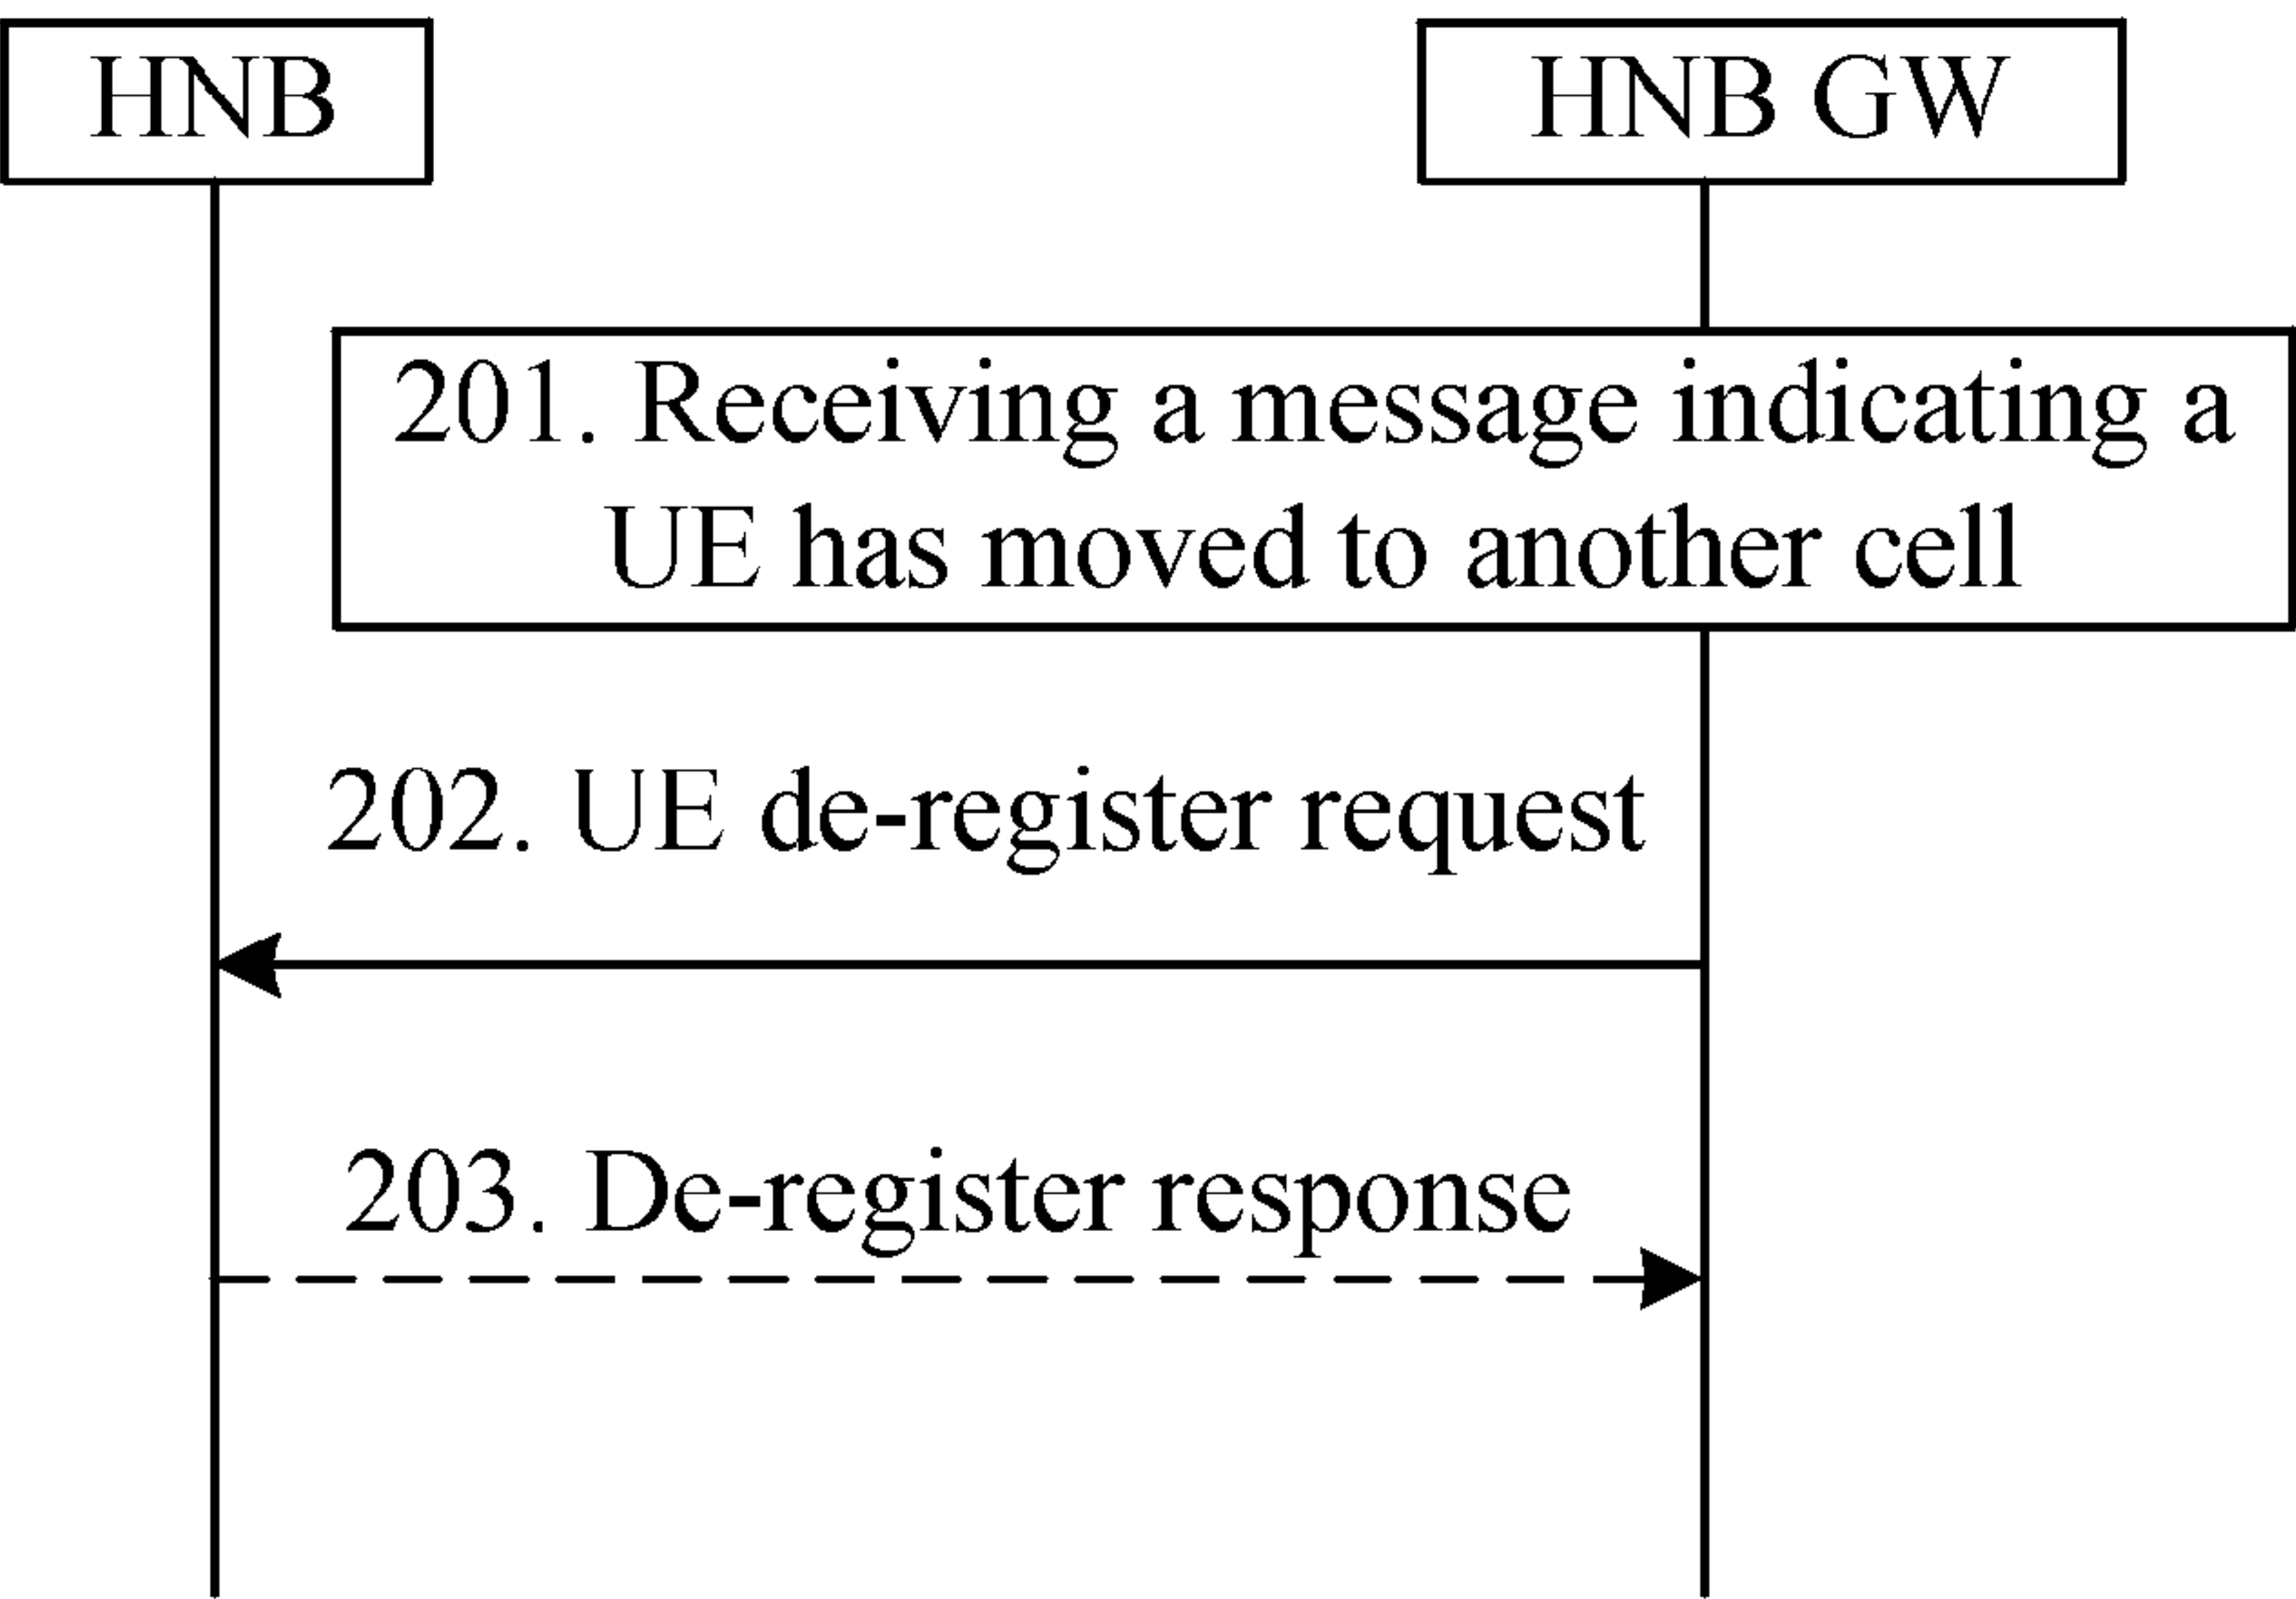 HNB
HNB GW
201. Receiving a message indicating a
UE has moved to another cell
202. UE de-register request
203. De-register response